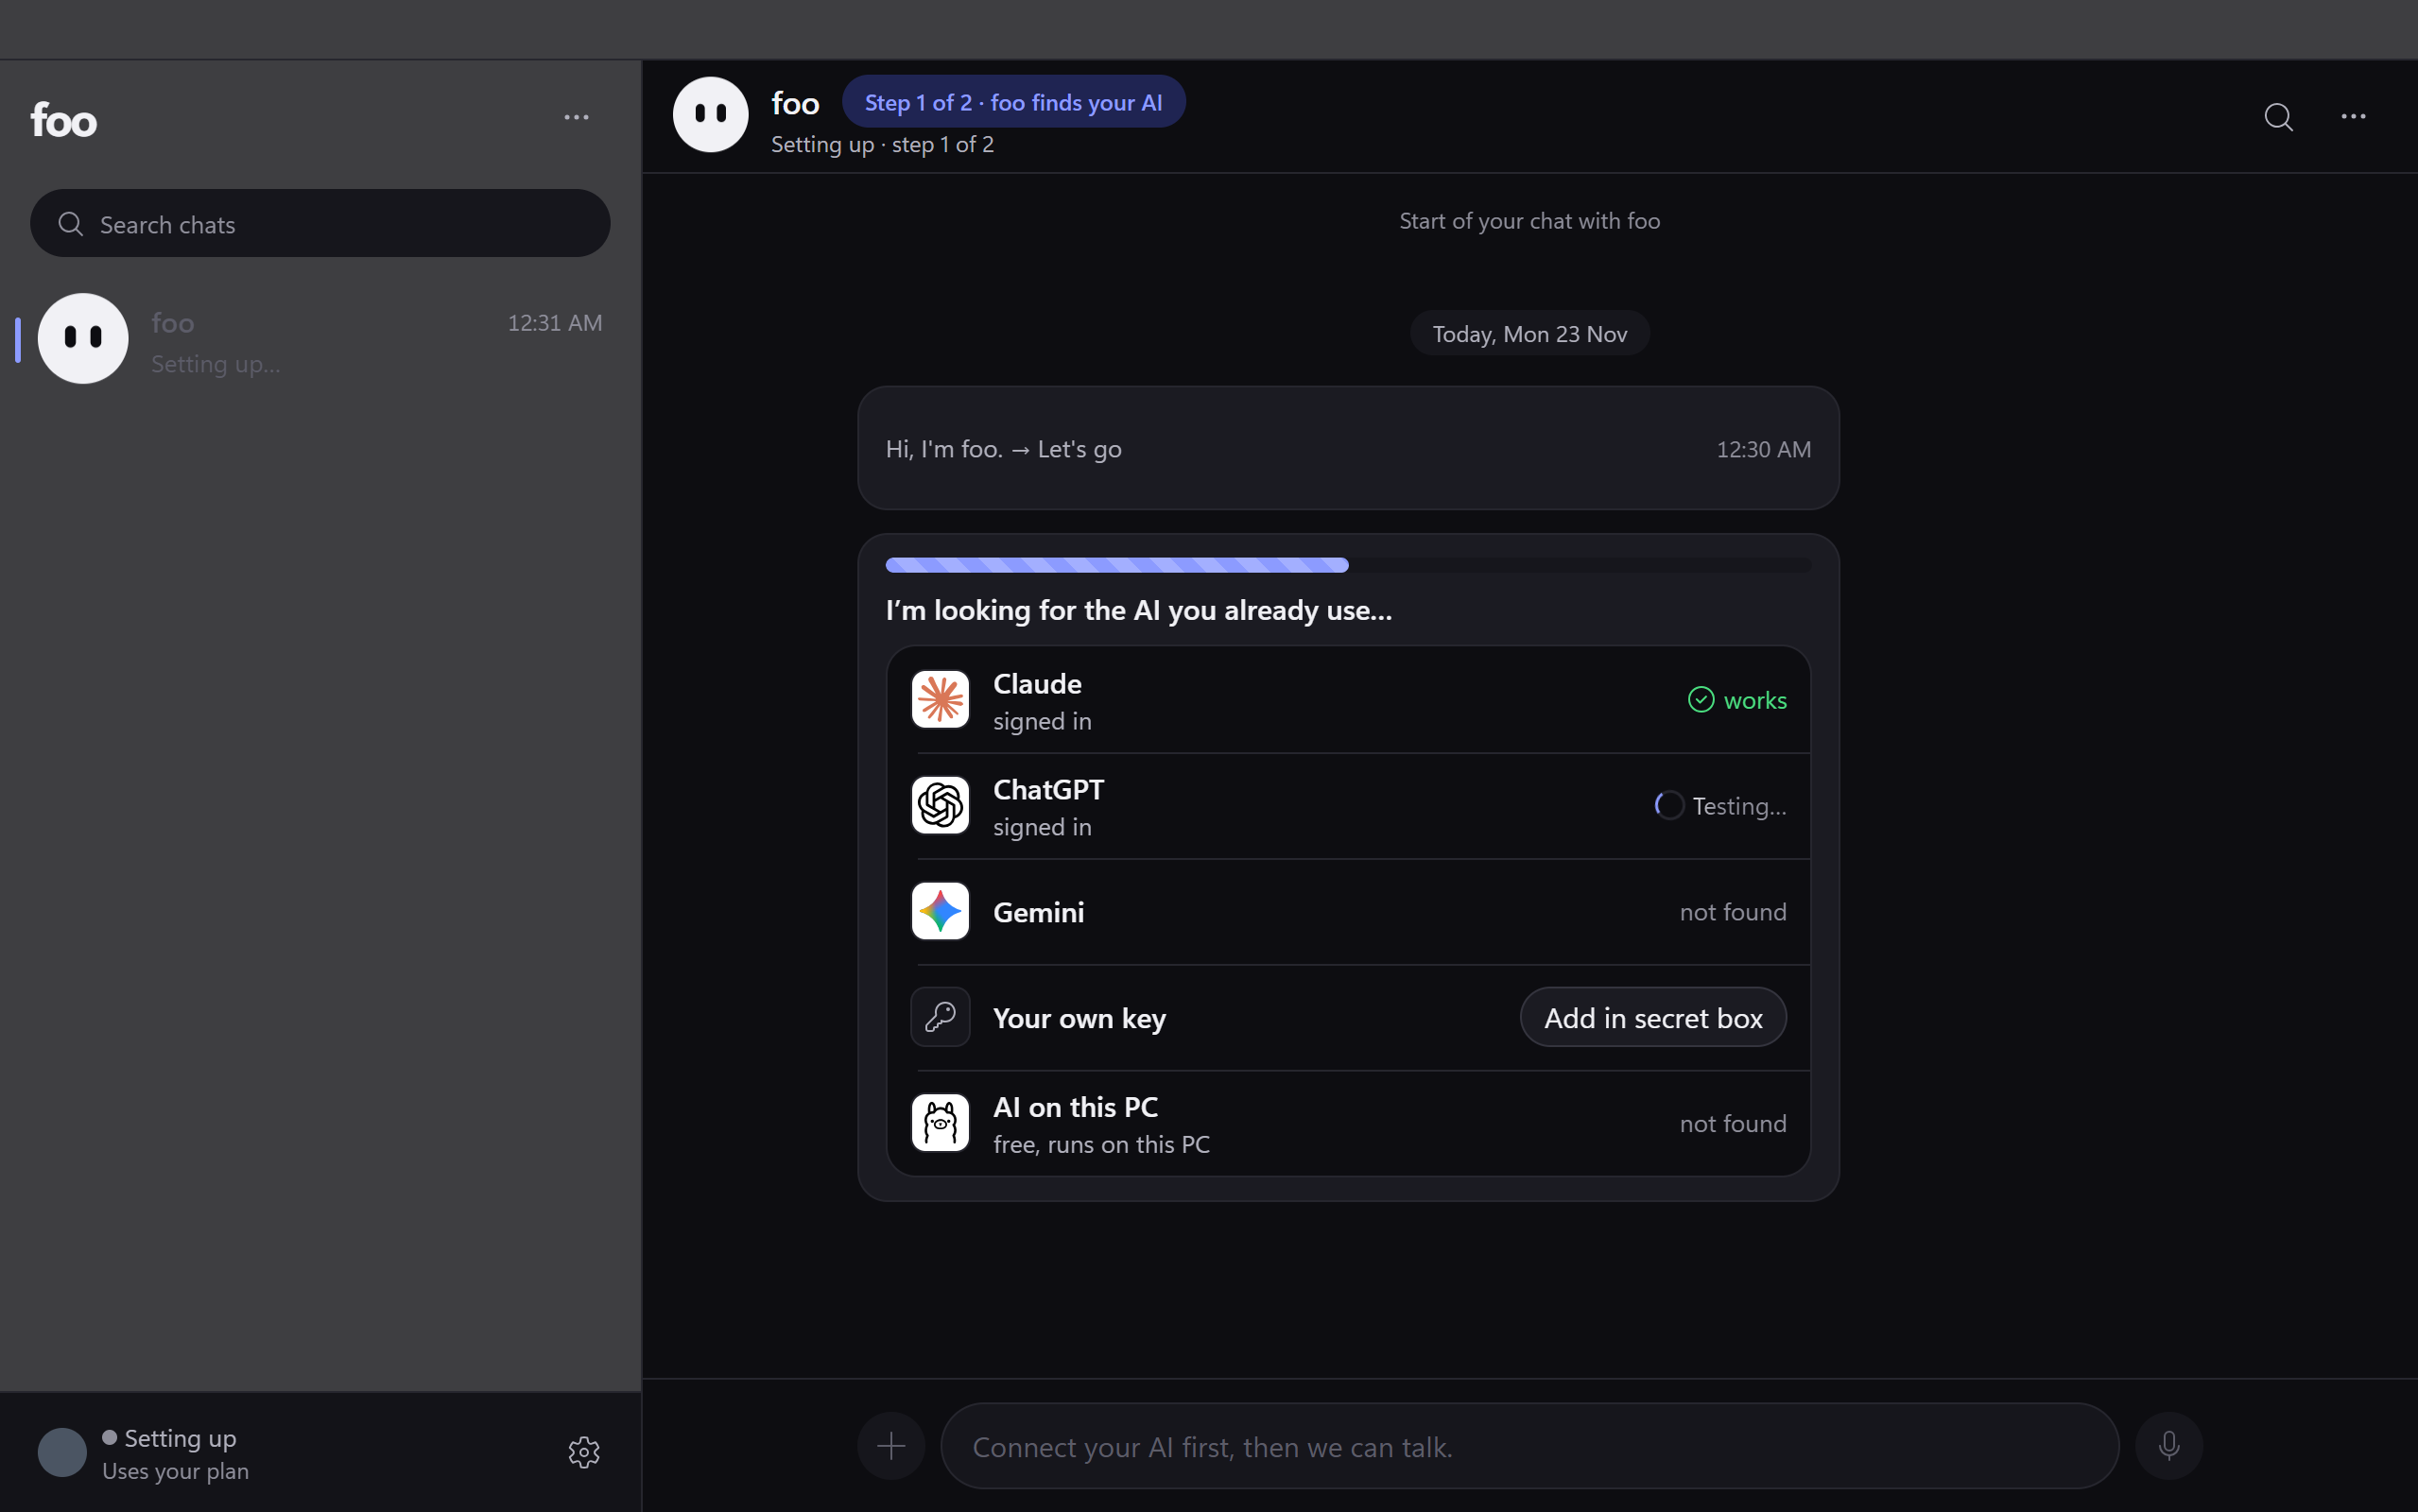 foo
Search chats
foo
12:31 AM
Setting up...
Setting up
Uses your plan
foo
Step 1 of 2 · foo finds your AI
Setting up · step 1 of 2
Start of your chat with foo
Today, Mon 23 Nov
Hi, I'm foo. → Let's go
12:30 AM
I’m looking for the AI you already use...
Claude
signed in
works
ChatGPT
signed in
Testing...
Gemini
not found
Your own key
Add in secret box
AI on this PC
free, runs on this PC
not found
Connect your AI first, then we can talk.